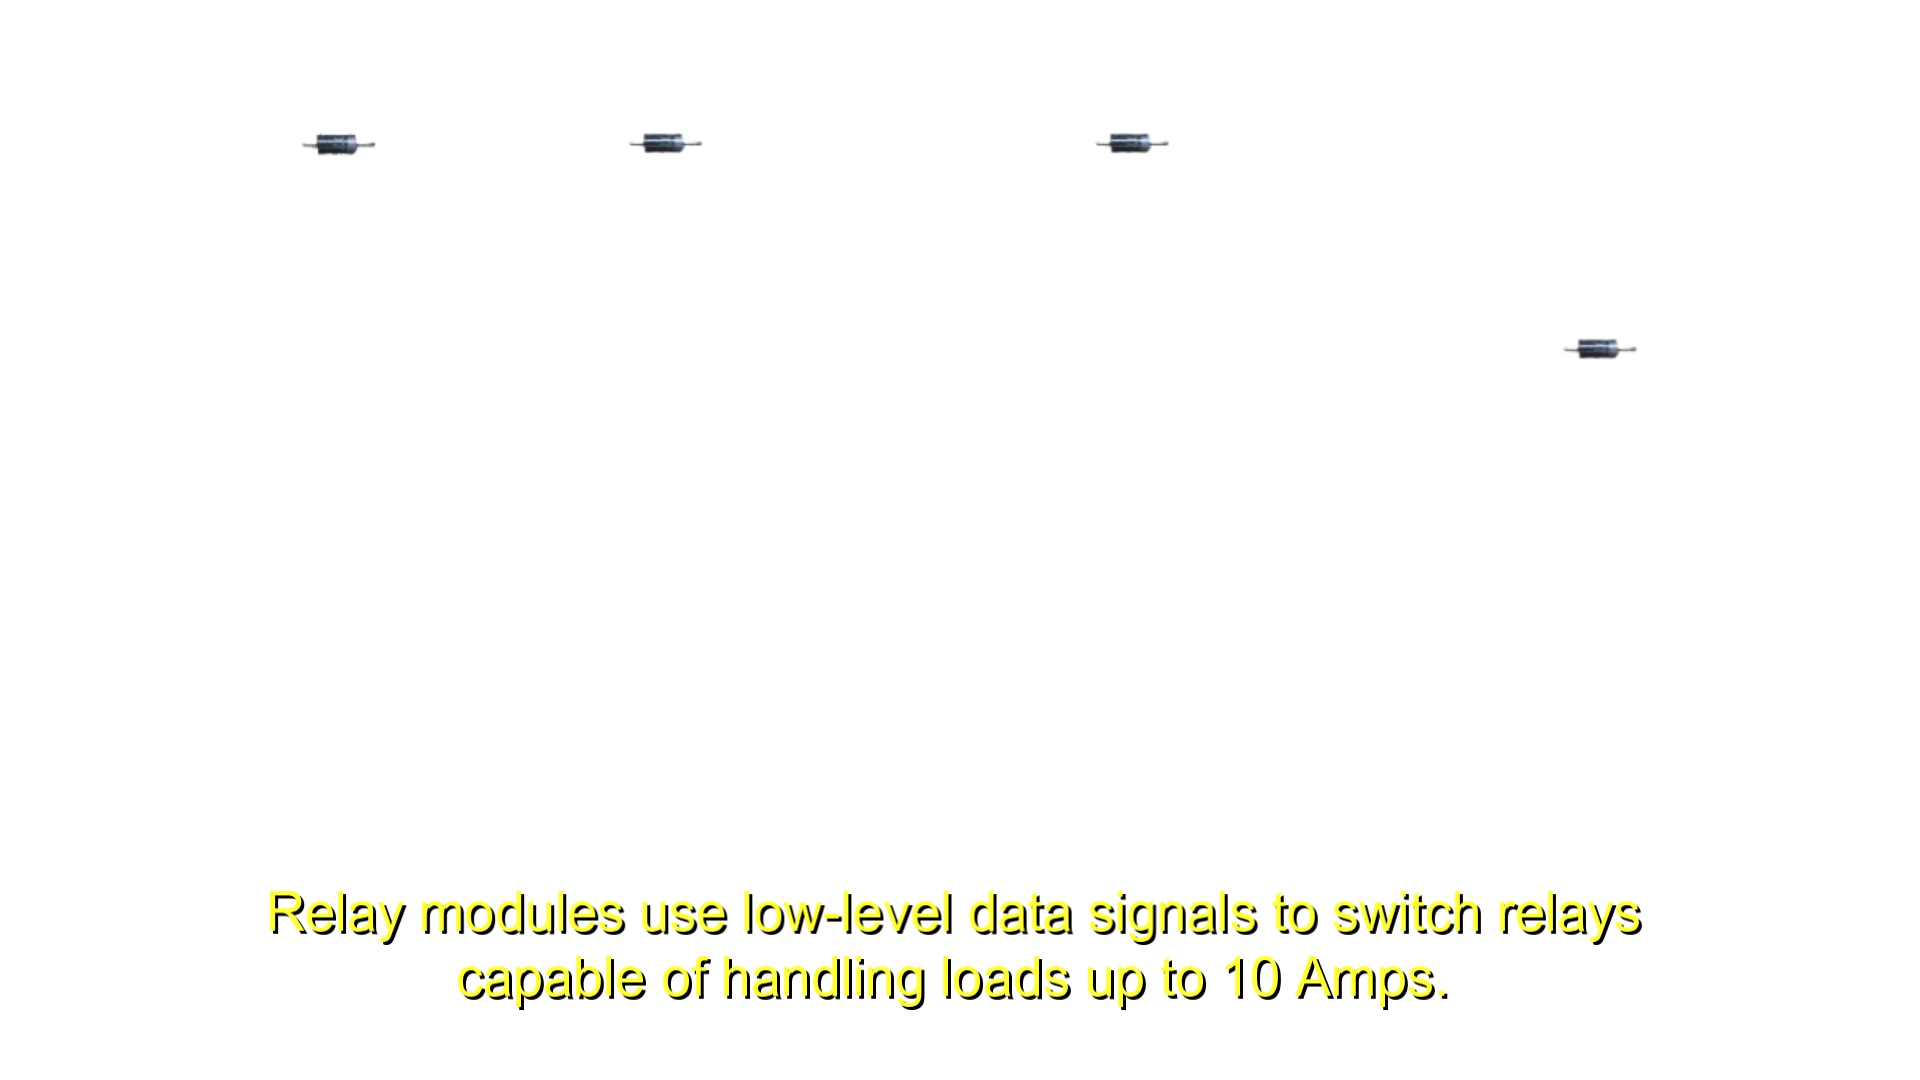 Relay modules use low-level data signals to switch relays
capable of handling loads up to 10 Amps.